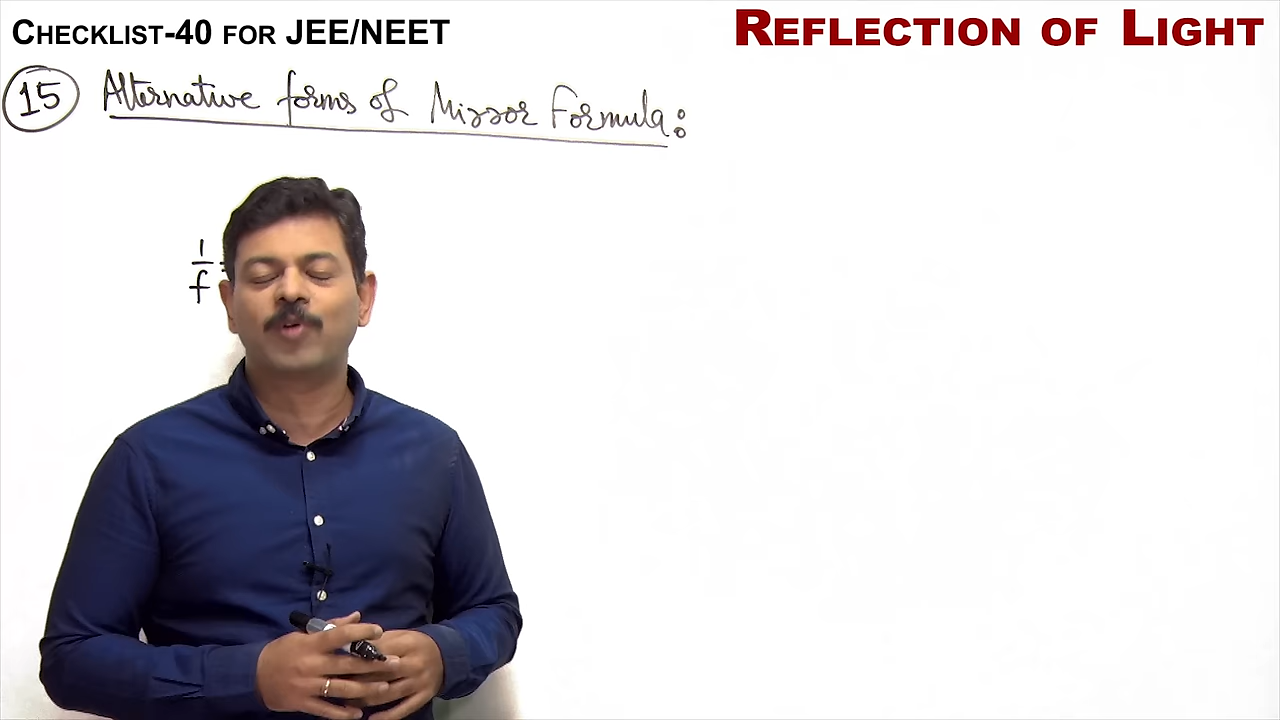 CHECKLIST-40 FOR JEE/NEET
REFLECTION OF LIGHT
15 Alternative forms of Mirror Formula:
1
f